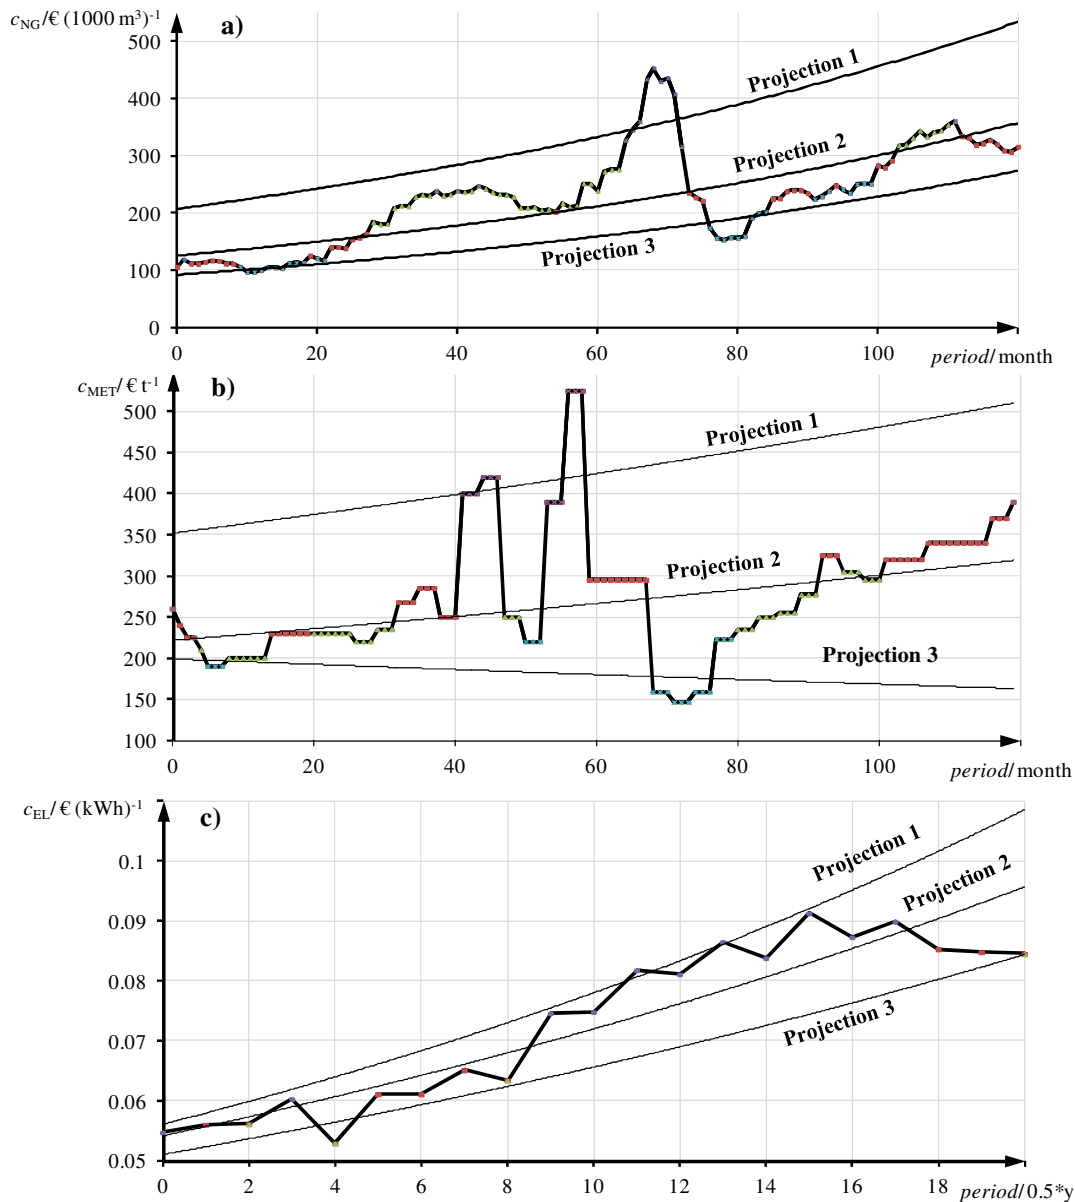 c_NG/€ (1000 m³)⁻¹
a)
500
400
300
200
100
0
Projection 1
Projection 2
Projection 3
0 20 40 60 80 100 period/month
c_MET/€ t⁻¹
b)
500
450
400
350
300
250
200
150
100
Projection 1
Projection 2
Projection 3
0 20 40 60 80 100 period/month
c_EL/€ (kWh)⁻¹
c)
0.1
0.09
0.08
0.07
0.06
0.05
Projection 1
Projection 2
Projection 3
0 2 4 6 8 10 12 14 16 18 period/0.5*y